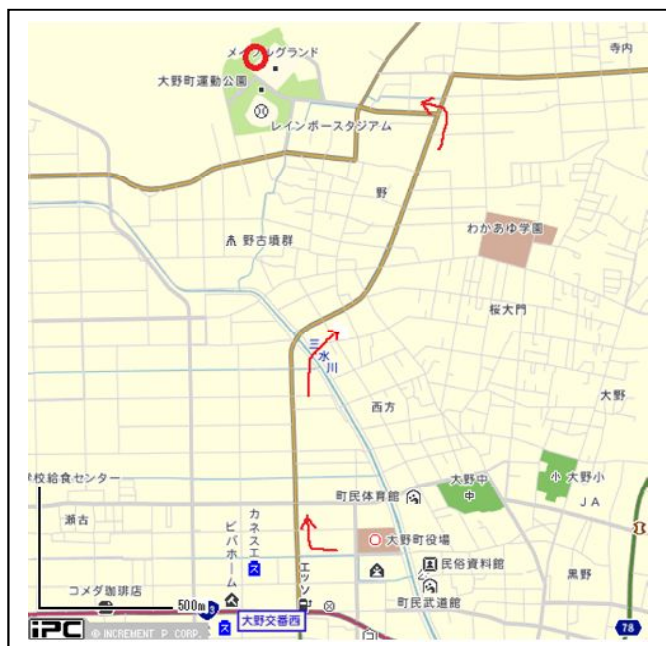 メイプルグランド
寺内
大野町運動公園
レインボースタジアム
野
わかあゆ学園
野古墳群
桜大門
三水川
大野
西方
校給食センター
町民体育館
大野中
中
小
大野小
JA
瀬古
カネスエ
ビバホーム
エッソ
大野町役場
民俗資料館
黒野
コメダ珈琲店
町民武道館
500m
大野交番西
78
iPC
© INCREMENT P CORP.